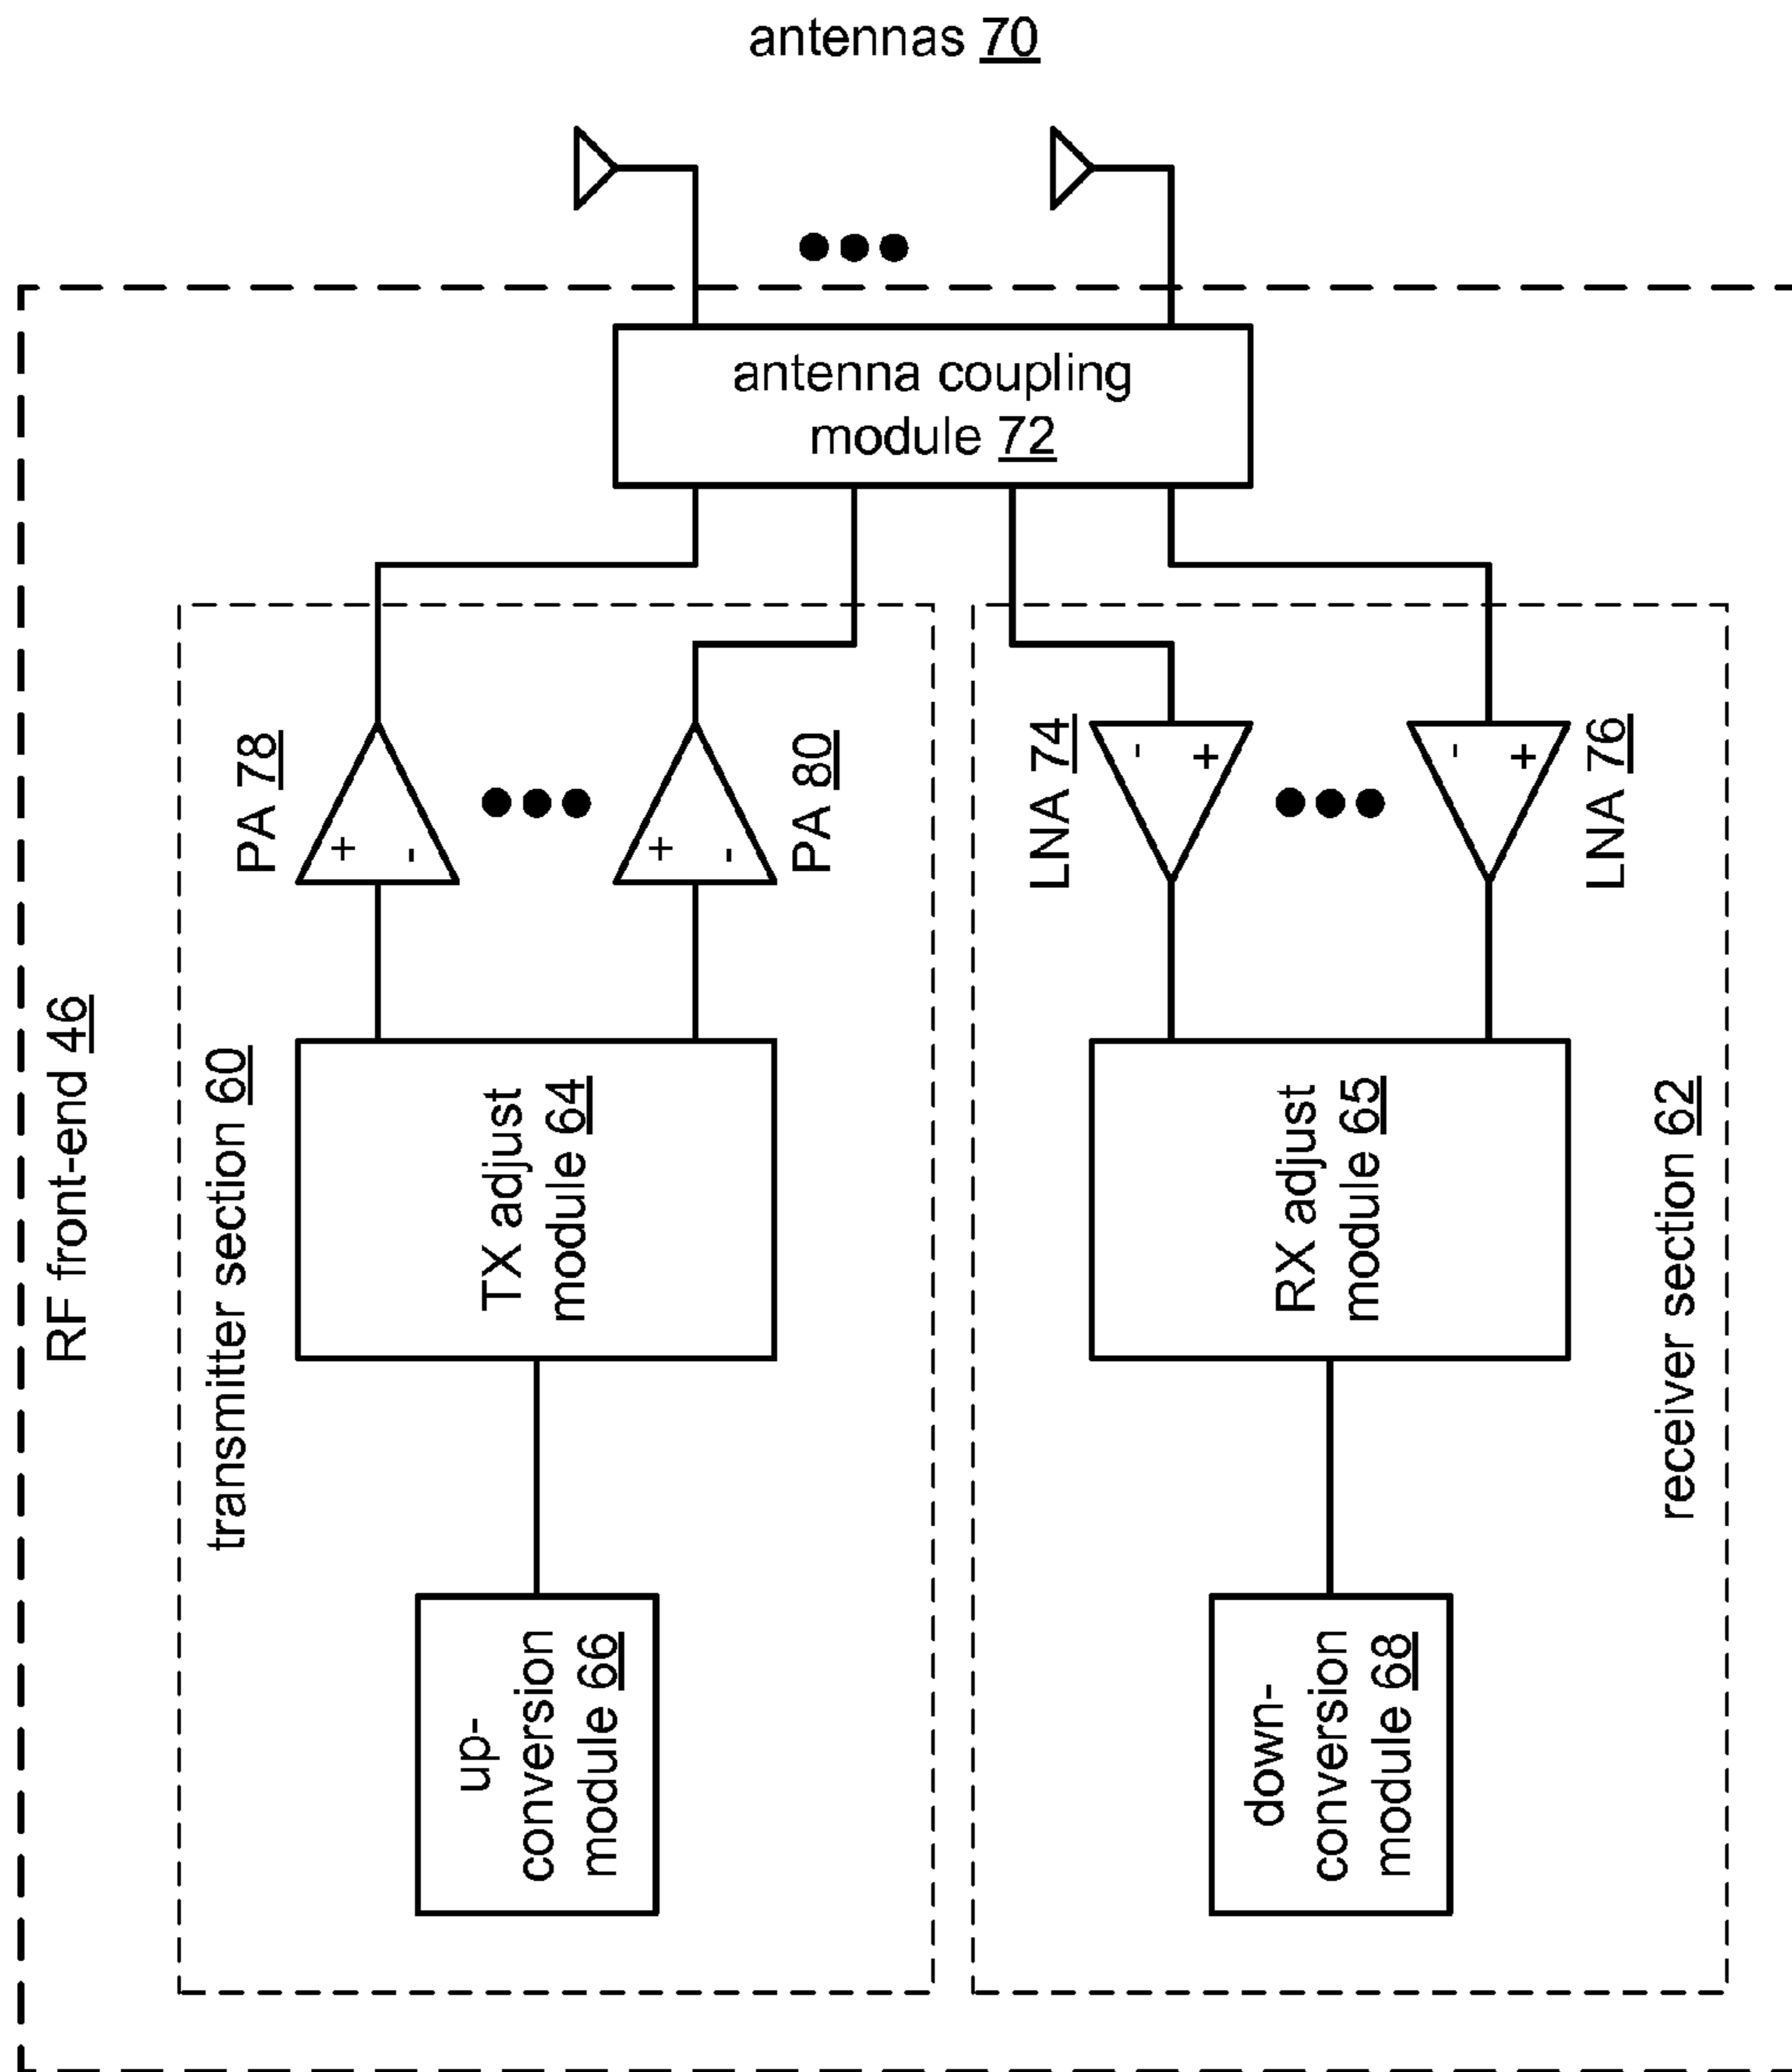 antennas 70
antenna coupling
module 72
RF front-end 46
transmitter section 60
PA 78
+
-
PA 80
+
-
TX adjust
module 64
up-
conversion
module 66
LNA 74
-
+
LNA 76
-
+
RX adjust
module 65
down-
conversion
module 68
receiver section 62